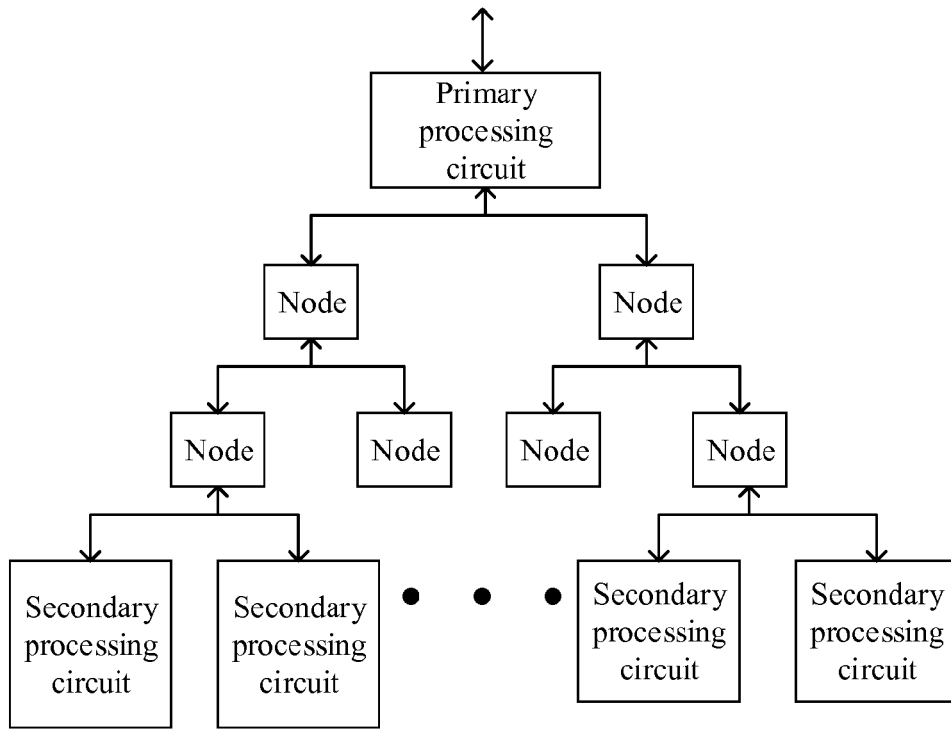 Primary
processing
circuit
Node
Node
Node
Node
Node
Node
Secondary
processing
circuit
Secondary
processing
circuit
Secondary
processing
circuit
Secondary
processing
circuit